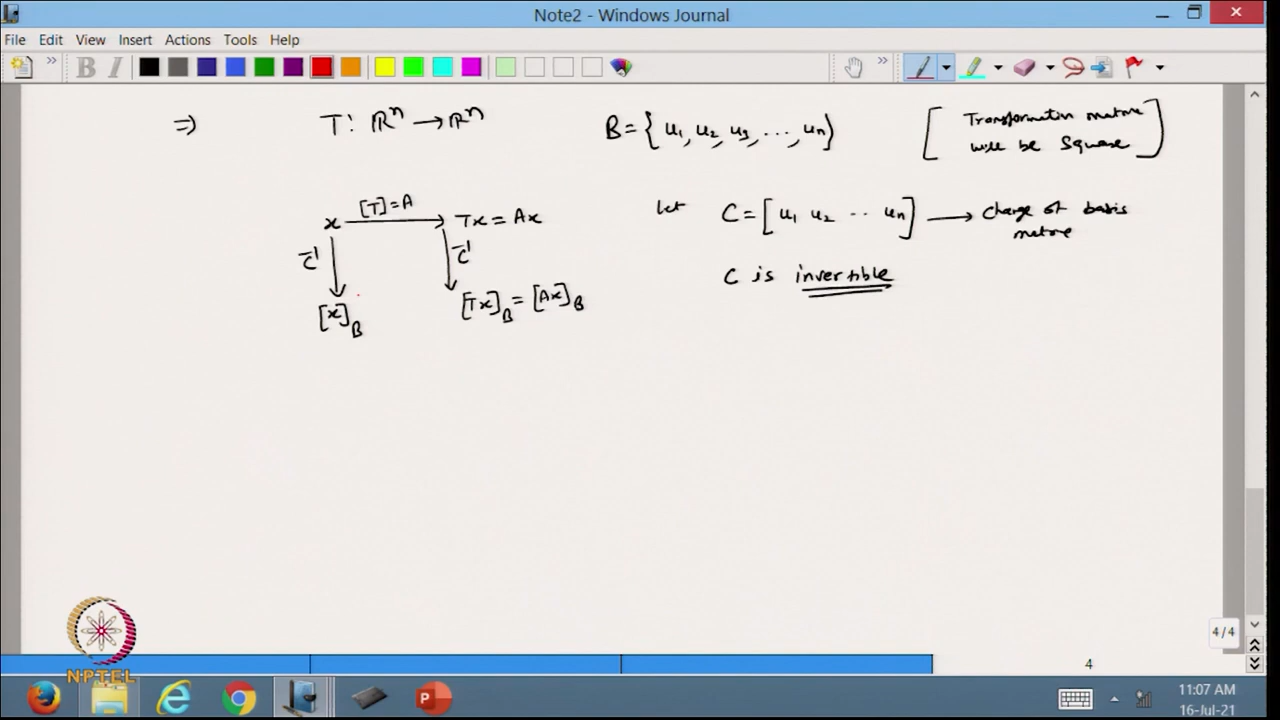 Note2 - Windows Journal
File Edit View Insert Actions Tools Help
⇒ T: ℝⁿ → ℝⁿ B = {u₁, u₂, u₃, ..., uₙ} [Transformation matrix
will be Square]
x [T]=A Tx = Ax
let C = [u₁ u₂ ... uₙ] → change of basis
matrix
C⁻¹ C⁻¹
C is invertible
[x]_B [Tx]_B = [Ax]_B
4/4
NPTEL
4
11:07 AM
16-Jul-21